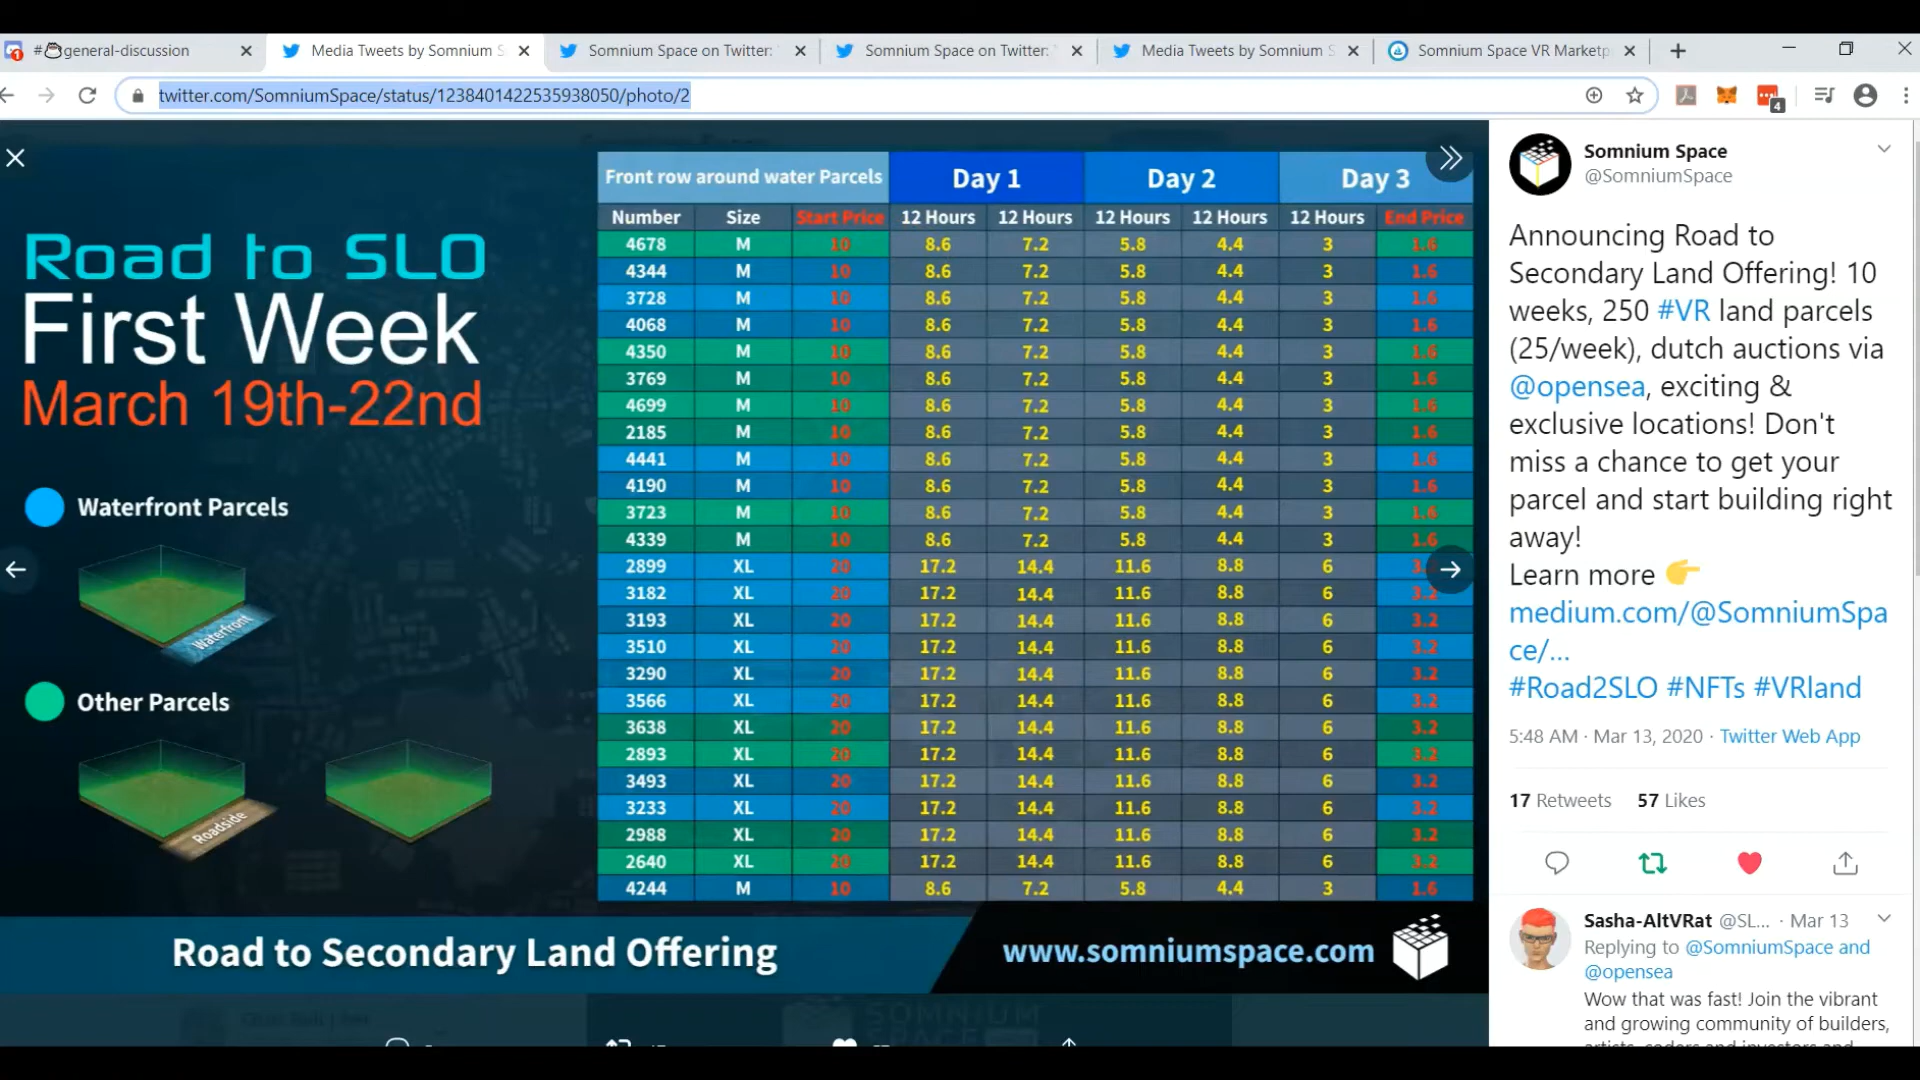 #general-discussion
Media Tweets by Somnium S
Somnium Space on Twitter:
Somnium Space on Twitter:
Media Tweets by Somnium S
Somnium Space VR Marketp
twitter.com/SomniumSpace/status/1238401422535938050/photo/2
4
Road to SLO
First Week
March 19th-22nd
Waterfront Parcels
Waterfront
Other Parcels
Roadside
Front row around water Parcels Day 1 Day 2 Day 3
Number Size Start Price 12 Hours 12 Hours 12 Hours 12 Hours 12 Hours End Price
4678 M 10 8.6 7.2 5.8 4.4 3 1.6
4344 M 10 8.6 7.2 5.8 4.4 3 1.6
3728 M 10 8.6 7.2 5.8 4.4 3 1.6
4068 M 10 8.6 7.2 5.8 4.4 3 1.6
4350 M 10 8.6 7.2 5.8 4.4 3 1.6
3769 M 10 8.6 7.2 5.8 4.4 3 1.6
4699 M 10 8.6 7.2 5.8 4.4 3 1.6
2185 M 10 8.6 7.2 5.8 4.4 3 1.6
4441 M 10 8.6 7.2 5.8 4.4 3 1.6
4190 M 10 8.6 7.2 5.8 4.4 3 1.6
3723 M 10 8.6 7.2 5.8 4.4 3 1.6
4339 M 10 8.6 7.2 5.8 4.4 3 1.6
2899 XL 20 17.2 14.4 11.6 8.8 6
3182 XL 20 17.2 14.4 11.6 8.8 6 3.2
3193 XL 20 17.2 14.4 11.6 8.8 6 3.2
3510 XL 20 17.2 14.4 11.6 8.8 6 3.2
3290 XL 20 17.2 14.4 11.6 8.8 6 3.2
3566 XL 20 17.2 14.4 11.6 8.8 6 3.2
3638 XL 20 17.2 14.4 11.6 8.8 6 3.2
2893 XL 20 17.2 14.4 11.6 8.8 6 3.2
3493 XL 20 17.2 14.4 11.6 8.8 6 3.2
3233 XL 20 17.2 14.4 11.6 8.8 6 3.2
2988 XL 20 17.2 14.4 11.6 8.8 6 3.2
2640 XL 20 17.2 14.4 11.6 8.8 6 3.2
4244 M 10 8.6 7.2 5.8 4.4 3 1.6
Road to Secondary Land Offering
www.somniumspace.com
SOMNIUM
SPACE
Somnium Space
@SomniumSpace
Announcing Road to
Secondary Land Offering! 10
weeks, 250 #VR land parcels
(25/week), dutch auctions via
@opensea, exciting &
exclusive locations! Don't
miss a chance to get your
parcel and start building right
away!
Learn more 👉
medium.com/@SomniumSpa
ce/...
#Road2SLO #NFTs #VRland
5:48 AM · Mar 13, 2020 · Twitter Web App
17 Retweets 57 Likes
Sasha-AltVRat @SL... · Mar 13
Replying to @SomniumSpace and
@opensea
Wow that was fast! Join the vibrant
and growing community of builders,
artists, coders and investors and